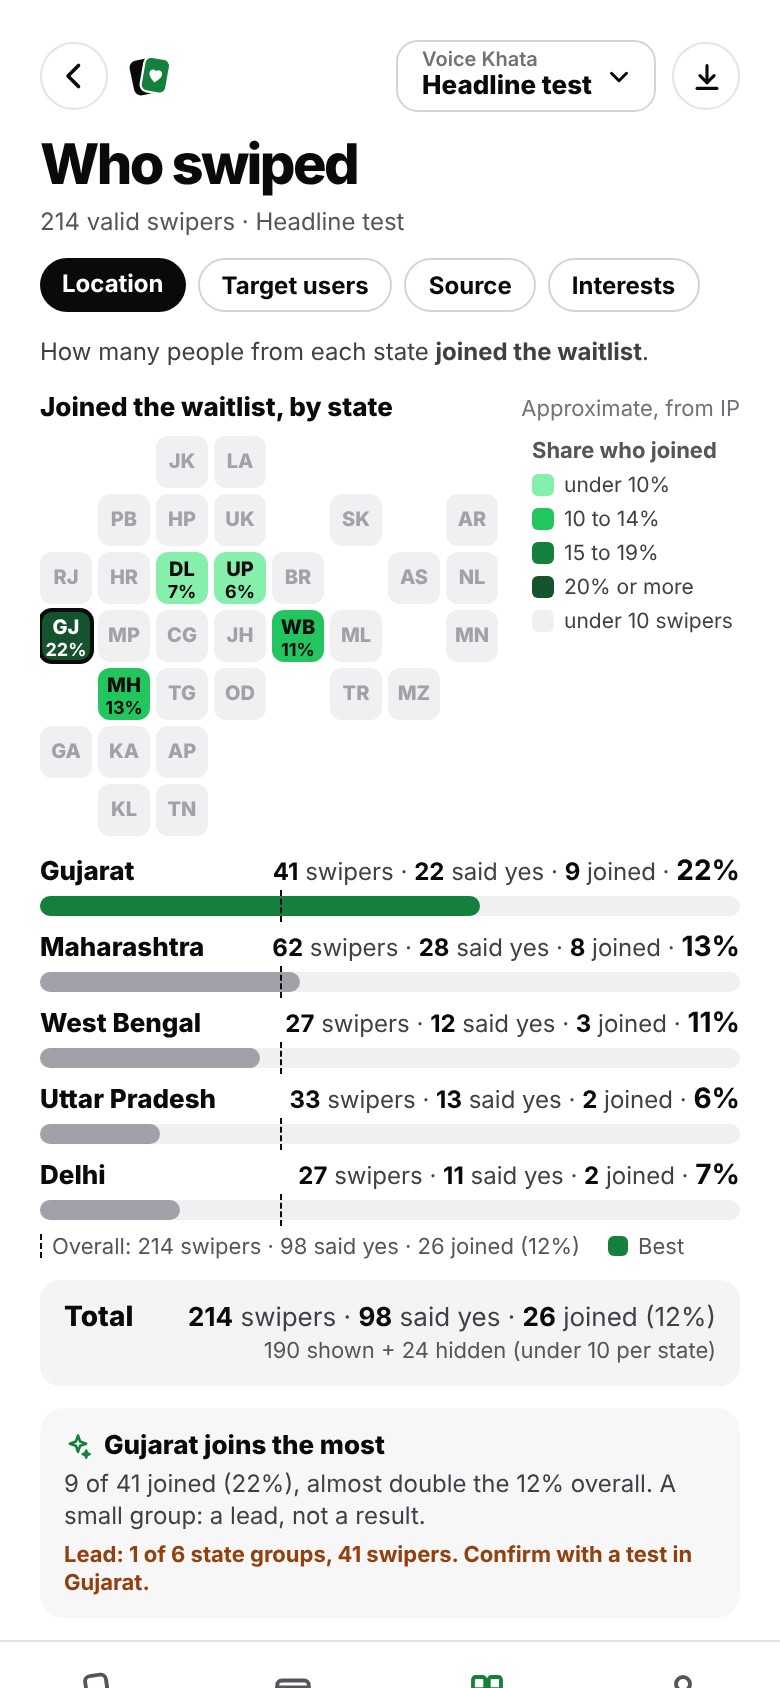 Voice Khata
Headline test
Who swiped
214 valid swipers · Headline test
Location Target users Source Interests
How many people from each state joined the waitlist.
Joined the waitlist, by state Approximate, from IP
Share who joined
under 10%
10 to 14%
15 to 19%
20% or more
under 10 swipers
JK LA
PB HP UK SK AR
RJ HR DL 7% UP 6% BR AS NL
GJ 22% MP CG JH WB 11% ML MN
MH 13% TG OD TR MZ
GA KA AP
KL TN
Gujarat 41 swipers · 22 said yes · 9 joined · 22%
Maharashtra 62 swipers · 28 said yes · 8 joined · 13%
West Bengal 27 swipers · 12 said yes · 3 joined · 11%
Uttar Pradesh 33 swipers · 13 said yes · 2 joined · 6%
Delhi 27 swipers · 11 said yes · 2 joined · 7%
Overall: 214 swipers · 98 said yes · 26 joined (12%) Best
Total 214 swipers · 98 said yes · 26 joined (12%)
190 shown + 24 hidden (under 10 per state)
Gujarat joins the most
9 of 41 joined (22%), almost double the 12% overall. A
small group: a lead, not a result.
Lead: 1 of 6 state groups, 41 swipers. Confirm with a test in
Gujarat.